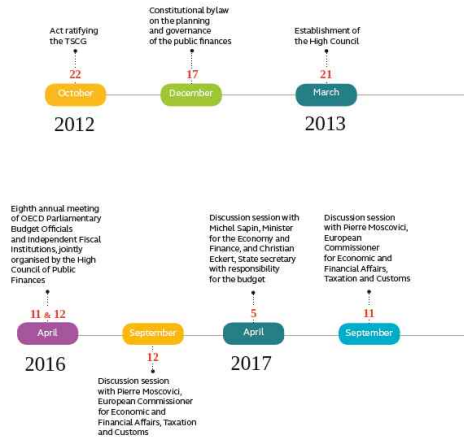 Act ratifying
the TSCG
22
October
2012
Constitutional bylaw
on the planning
and governance
of the public finances
17
December
Establishment of
the High Council
21
March
2013
Eighth annual meeting
of OECD Parliamentary
Budget Officials
and Independent Fiscal
Institutions, jointly
organised by the High
Council of Public
Finances
11 & 12
April
2016
September
12
Discussion session
with Pierre Moscovici,
European Commissioner
for Economic and
Financial Affairs, Taxation
and Customs
Discussion session with
Michel Sapin, Minister
for the Economy and
Finance, and Christian
Eckert, State secretary
with responsibility
for the budget
5
April
2017
Discussion session
with Pierre Moscovici,
European
Commissioner
for Economic and
Financial Affairs,
Taxation and Customs
11
September